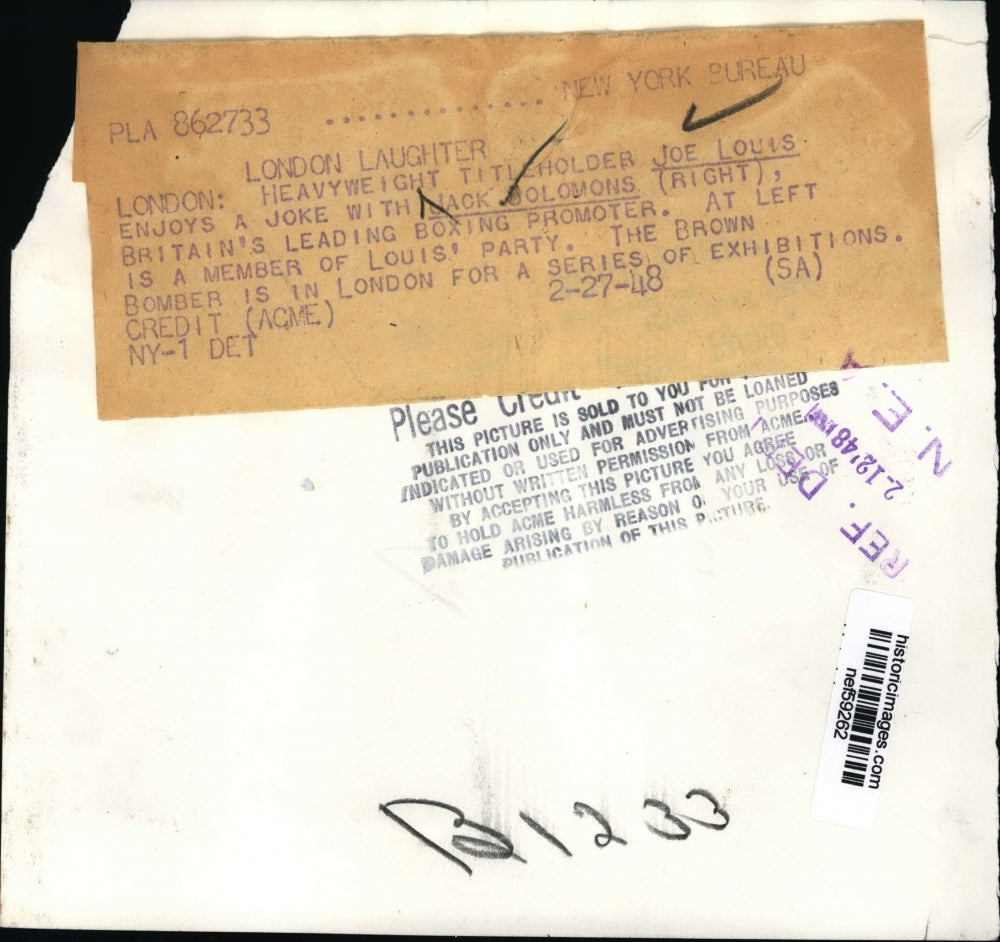 PLA 862733 .............. NEW YORK BUREAU
LONDON LAUGHTER
LONDON: HEAVYWEIGHT TITLEHOLDER JOE LOUIS
ENJOYS A JOKE WITH JACK SOLOMONS (RIGHT),
BRITAIN'S LEADING BOXING PROMOTER. AT LEFT
IS A MEMBER OF LOUIS' PARTY. THE BROWN
BOMBER IS IN LONDON FOR A SERIES OF EXHIBITIONS.
CREDIT (ACME) 2-27-48 (SA)
NY-1 DET
Please Credit
THIS PICTURE IS SOLD TO YOU FOR
PUBLICATION ONLY AND MUST NOT BE LOANED
INDICATED OR USED FOR ADVERTISING PURPOSES
WITHOUT WRITTEN PERMISSION FROM ACME.
BY ACCEPTING THIS PICTURE YOU AGREE
TO HOLD ACME HARMLESS FROM ANY LOSS OR
DAMAGE ARISING BY REASON OF YOUR USE OF
PUBLICATION OF THIS PICTURE
N. E. A
REF. DEPT.
historicimages.com
nef59262
B1233